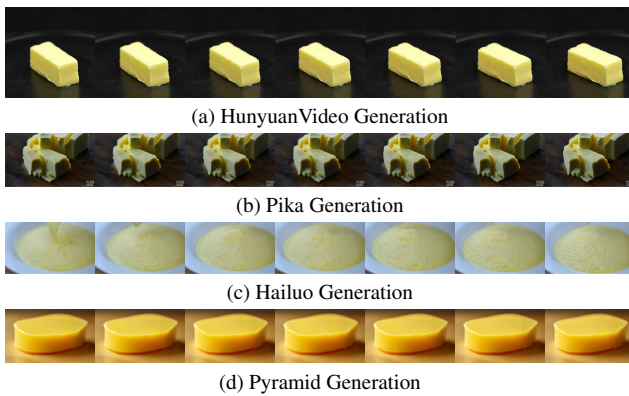 (a) HunyuanVideo Generation
(b) Pika Generation
(c) Hailuo Generation
(d) Pyramid Generation